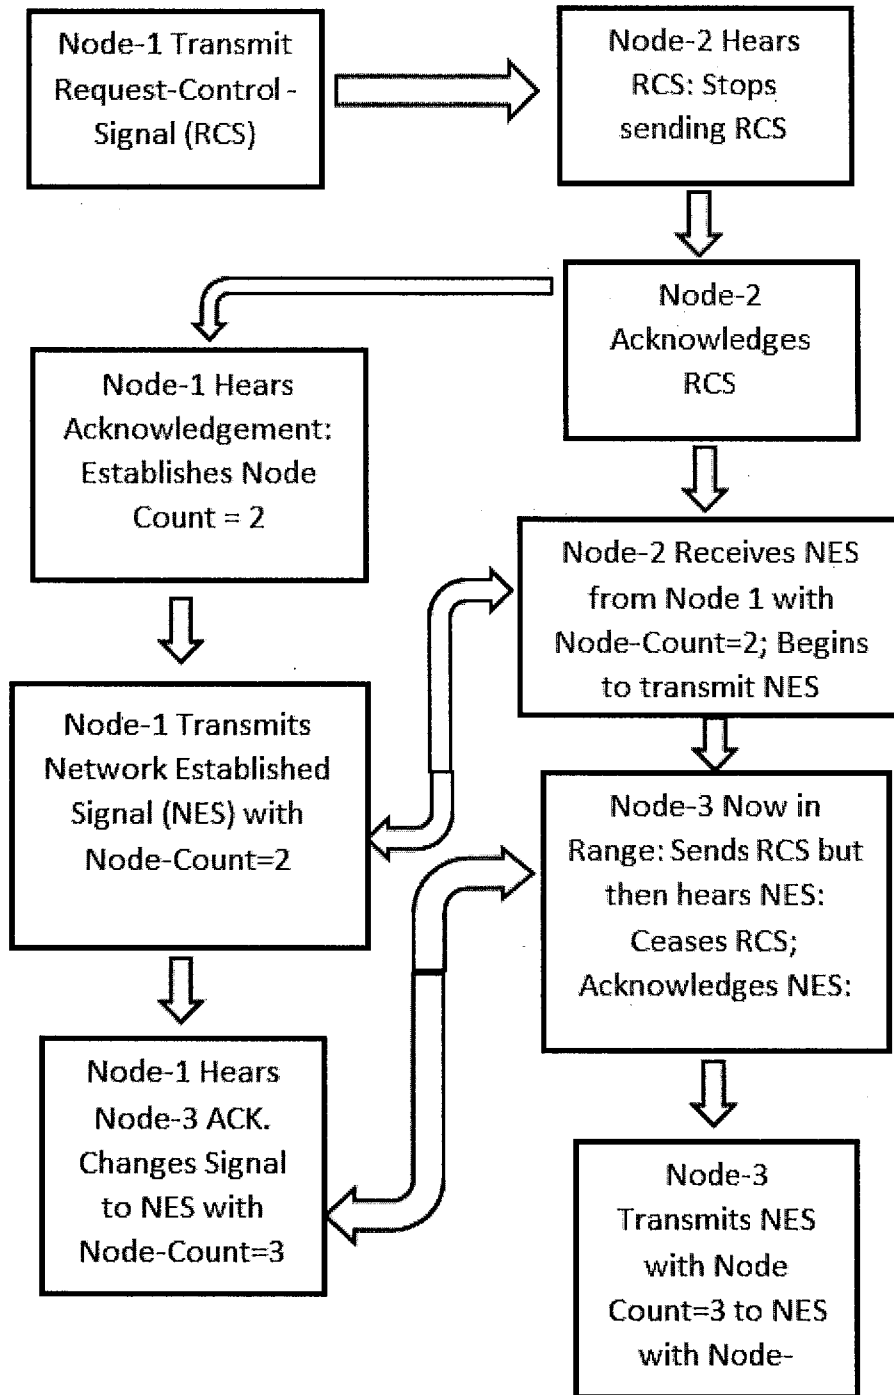 Node-1 Transmit
Request-Control-
Signal (RCS)
Node-2 Hears
RCS: Stops
sending RCS
Node-2
Acknowledges
RCS
Node-1 Hears
Acknowledgement:
Establishes Node
Count = 2
Node-2 Receives NES
from Node 1 with
Node-Count=2; Begins
to transmit NES
Node-1 Transmits
Network Established
Signal (NES) with
Node-Count=2
Node-3 Now in
Range: Sends RCS but
then hears NES:
Ceases RCS;
Acknowledges NES:
Node-1 Hears
Node-3 ACK.
Changes Signal
to NES with
Node-Count=3
Node-3
Transmits NES
with Node
Count=3 to NES
with Node-